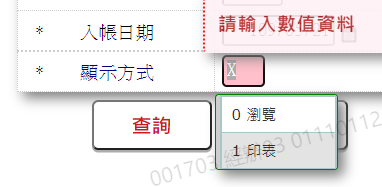 請輸入數值資料
* 入帳日期
* 顯示方式 X
查詢
0 瀏覽
1 印表